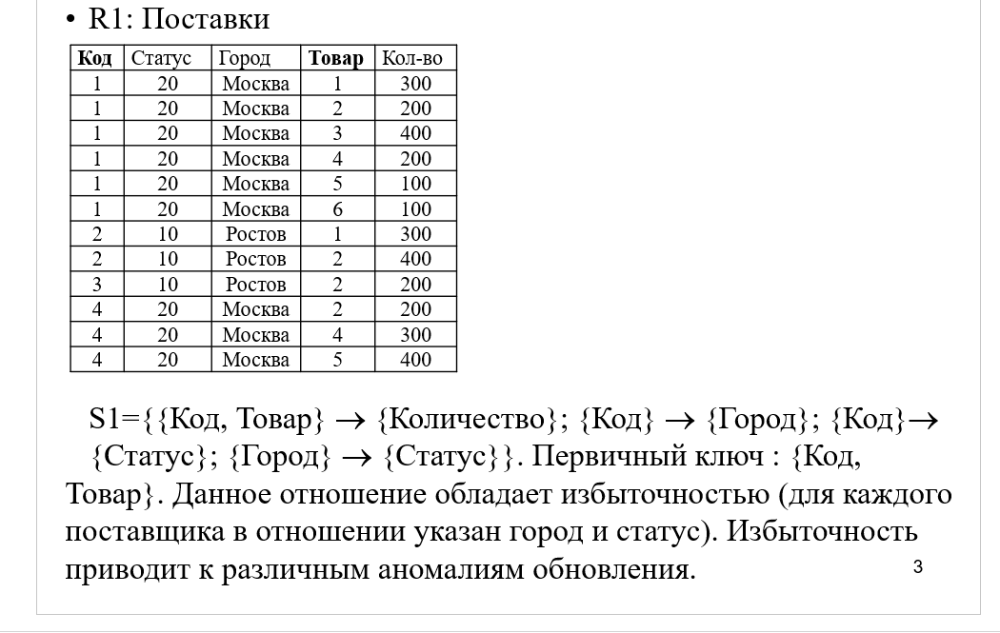 • R1: Поставки
Код Статус Город Товар Кол-во
1 20 Москва 1 300
1 20 Москва 2 200
1 20 Москва 3 400
1 20 Москва 4 200
1 20 Москва 5 100
1 20 Москва 6 100
2 10 Ростов 1 300
2 10 Ростов 2 400
3 10 Ростов 2 200
4 20 Москва 2 200
4 20 Москва 4 300
4 20 Москва 5 400
S1={{Код, Товар} → {Количество}; {Код} → {Город}; {Код}→
{Статус}; {Город} → {Статус}}. Первичный ключ : {Код,
Товар}. Данное отношение обладает избыточностью (для каждого
поставщика в отношении указан город и статус). Избыточность
приводит к различным аномалиям обновления.
3